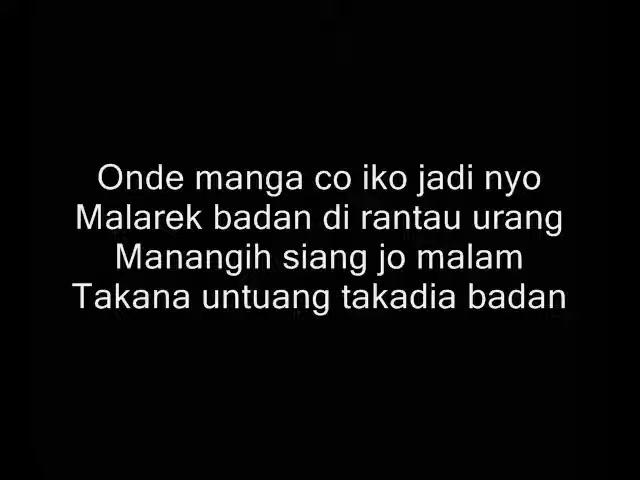 Onde manga co iko jadi nyo
Malarek badan di rantau urang
Manangih siang jo malam
Takana untuang takadia badan